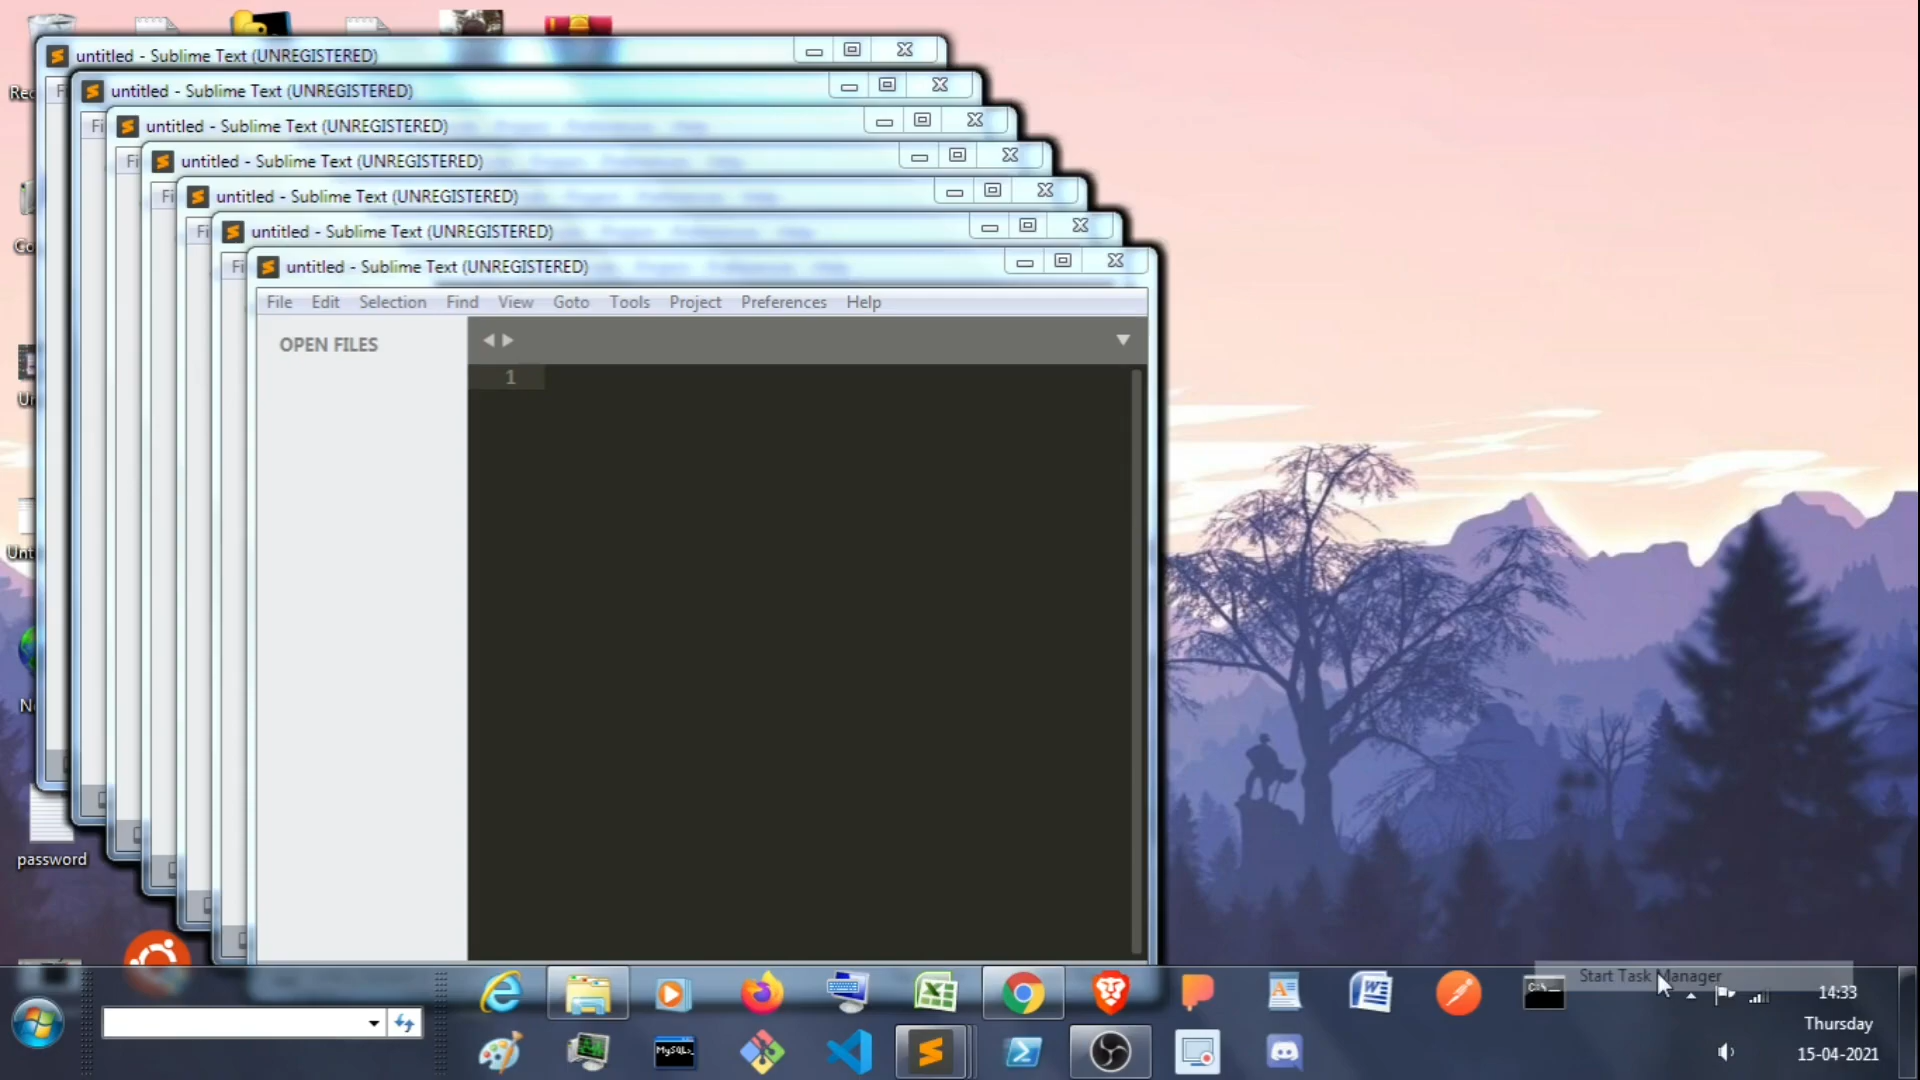 untitled - Sublime Text (UNREGISTERED)
untitled - Sublime Text (UNREGISTERED)
untitled - Sublime Text (UNREGISTERED)
untitled - Sublime Text (UNREGISTERED)
untitled - Sublime Text (UNREGISTERED)
untitled - Sublime Text (UNREGISTERED)
untitled - Sublime Text (UNREGISTERED)
File Edit Selection Find View Goto Tools Project Preferences Help
OPEN FILES
1
password
Start Task Manager
C:\
14:33
Thursday
MySQL
15-04-2021